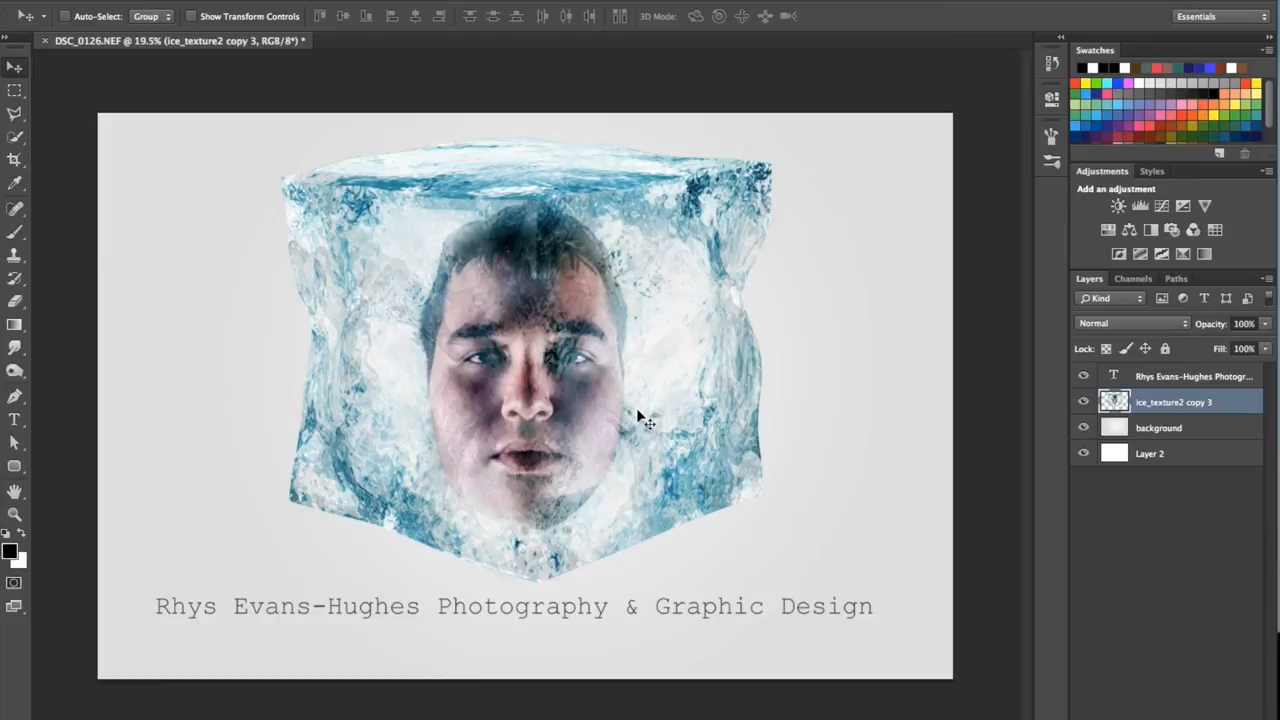 Auto-Select: Group Show Transform Controls 3D Mode: Essentials
× DSC_0126.NEF @ 19.5% (ice_texture2 copy 3, RGB/8*) *
Swatches
Adjustments Styles
Add an adjustment
Layers Channels Paths
Kind
Normal Opacity: 100%
Lock: Fill: 100%
T Rhys Evans-Hughes Photogr...
ice_texture2 copy 3
background
Layer 2
Rhys Evans-Hughes Photography & Graphic Design